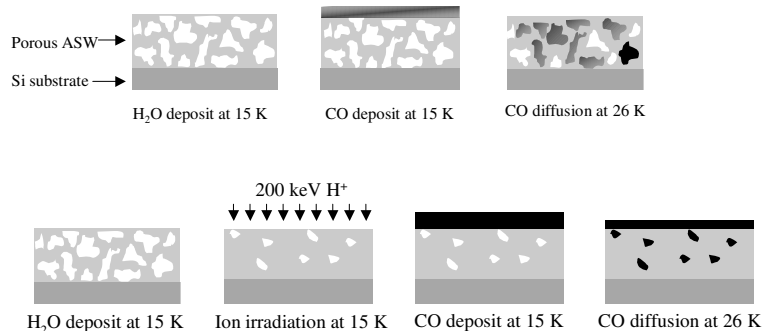 Porous ASW
Si substrate
H₂O deposit at 15 K
CO deposit at 15 K
CO diffusion at 26 K
200 keV H⁺
H₂O deposit at 15 K
Ion irradiation at 15 K
CO deposit at 15 K
CO diffusion at 26 K